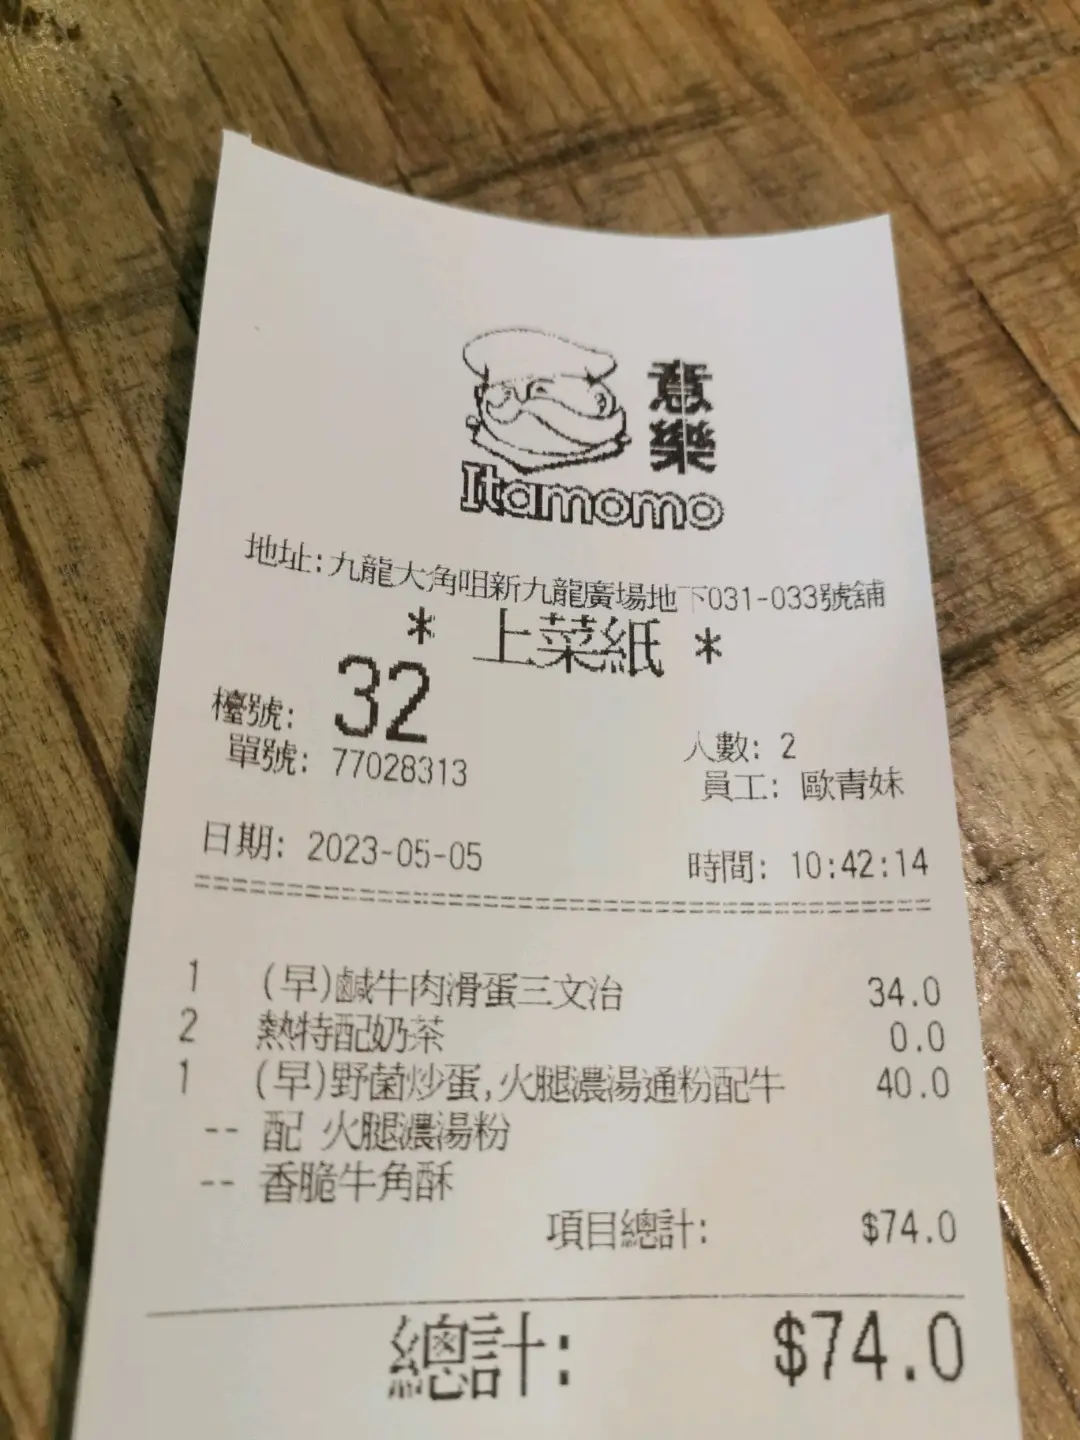 意樂
Itamomo
地址:九龍大角咀新九龍廣場地下031-033號舖
* 上菜紙 *
檯號: 32
人數: 2
單號: 77028313
員工: 歐青妹
日期: 2023-05-05
時間: 10:42:14
1 (早)鹹牛肉滑蛋三文治 34.0
2 熱特配奶茶 0.0
1 (早)野菌炒蛋,火腿濃湯通粉配牛 40.0
-- 配 火腿濃湯粉
-- 香脆牛角酥
項目總計: $74.0
總計: $74.0